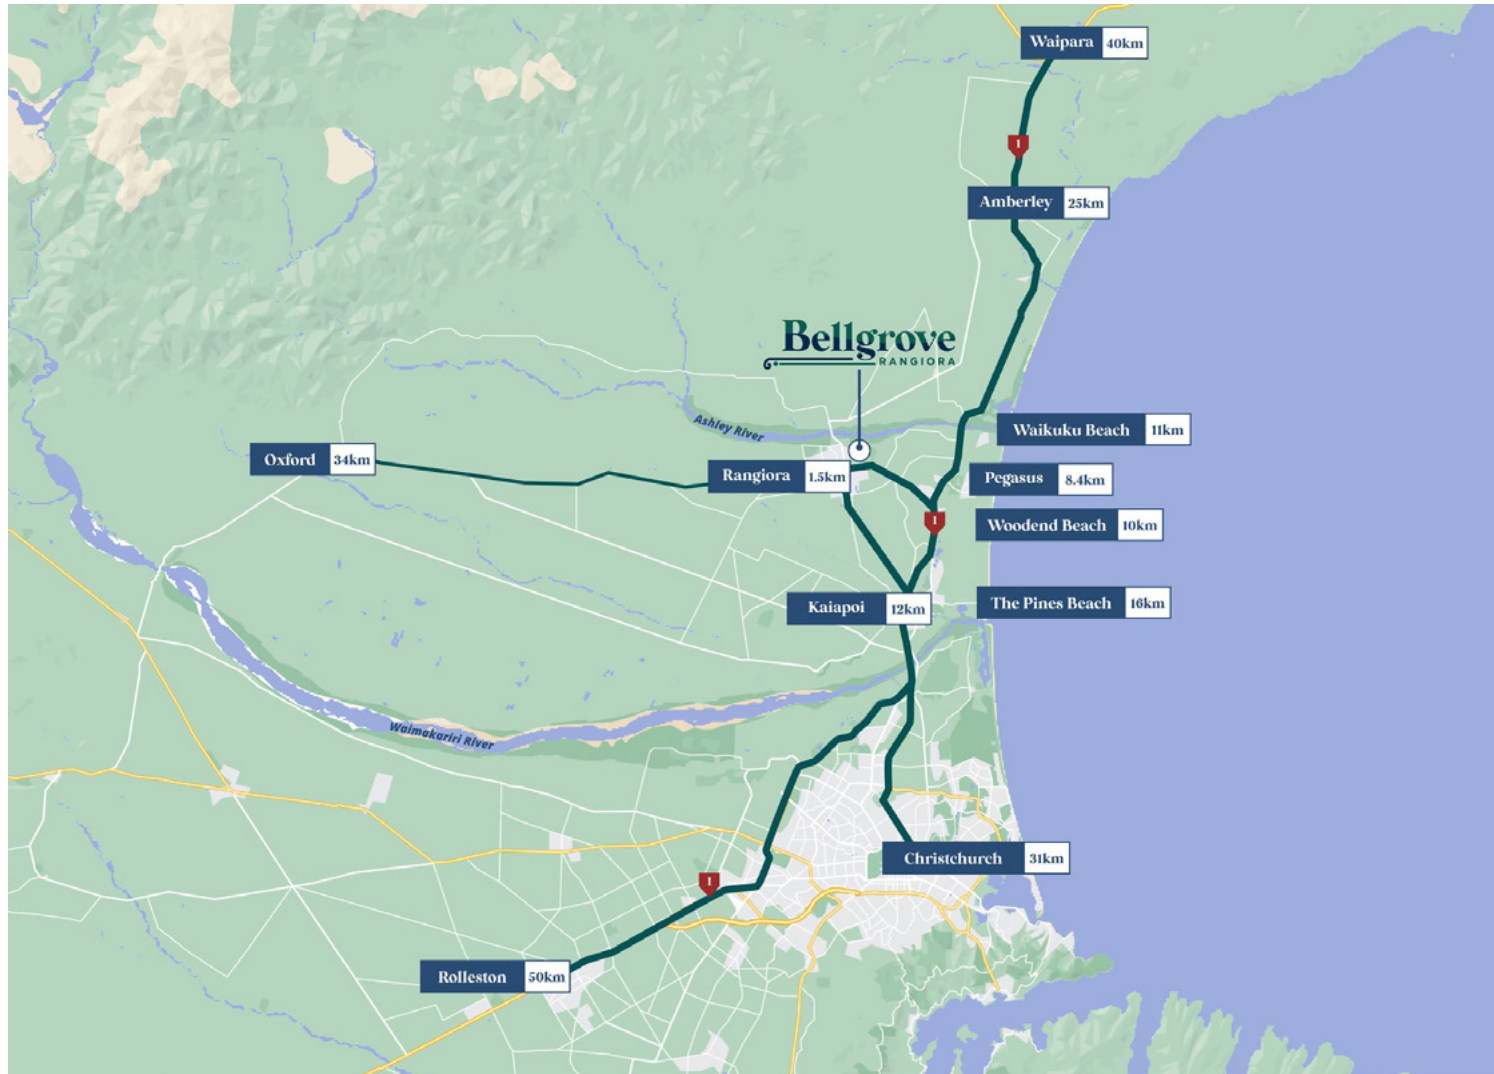 Waipara 40km
1
Amberley 25km
Bellgrove
RANGIORA
Ashley River
Waikuku Beach 11km
Oxford 34km
Rangiora 1.5km
Pegasus 8.4km
1
Woodend Beach 10km
Kaiapoi 12km
The Pines Beach 16km
Waimakariri River
Christchurch 31km
1
Rolleston 50km